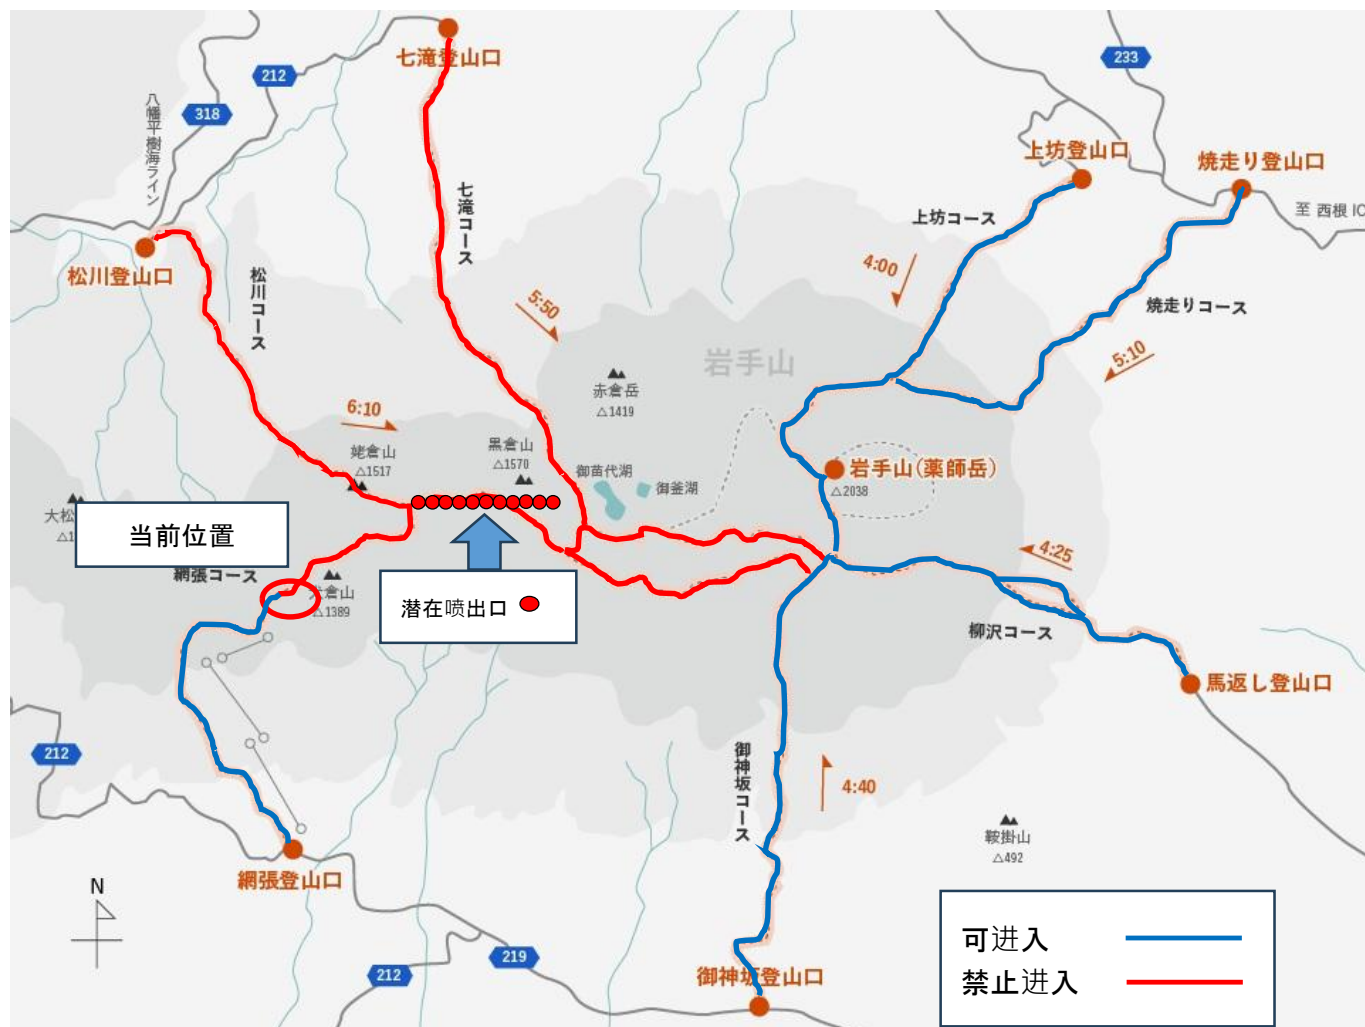 七滝登山口
233
212
318
八幡平樹海ライン
上坊登山口
焼走り登山口
至 西根 IC
七滝コース
上坊コース
松川登山口
松川コース
4:00
5:50
焼走りコース
5:10
岩手山
赤倉岳
△1419
6:10
姥倉山
△1517
黒倉山
△1570
御苗代湖
御釜湖
岩手山(薬師岳)
△2038
大松
△1
当前位置
網張コース
犬倉山
△1389
潜在喷出口
4:25
柳沢コース
馬返し登山口
212
御神坂コース
4:40
鞍掛山
△492
網張登山口
N
219
212
御神坂登山口
可进入
禁止进入